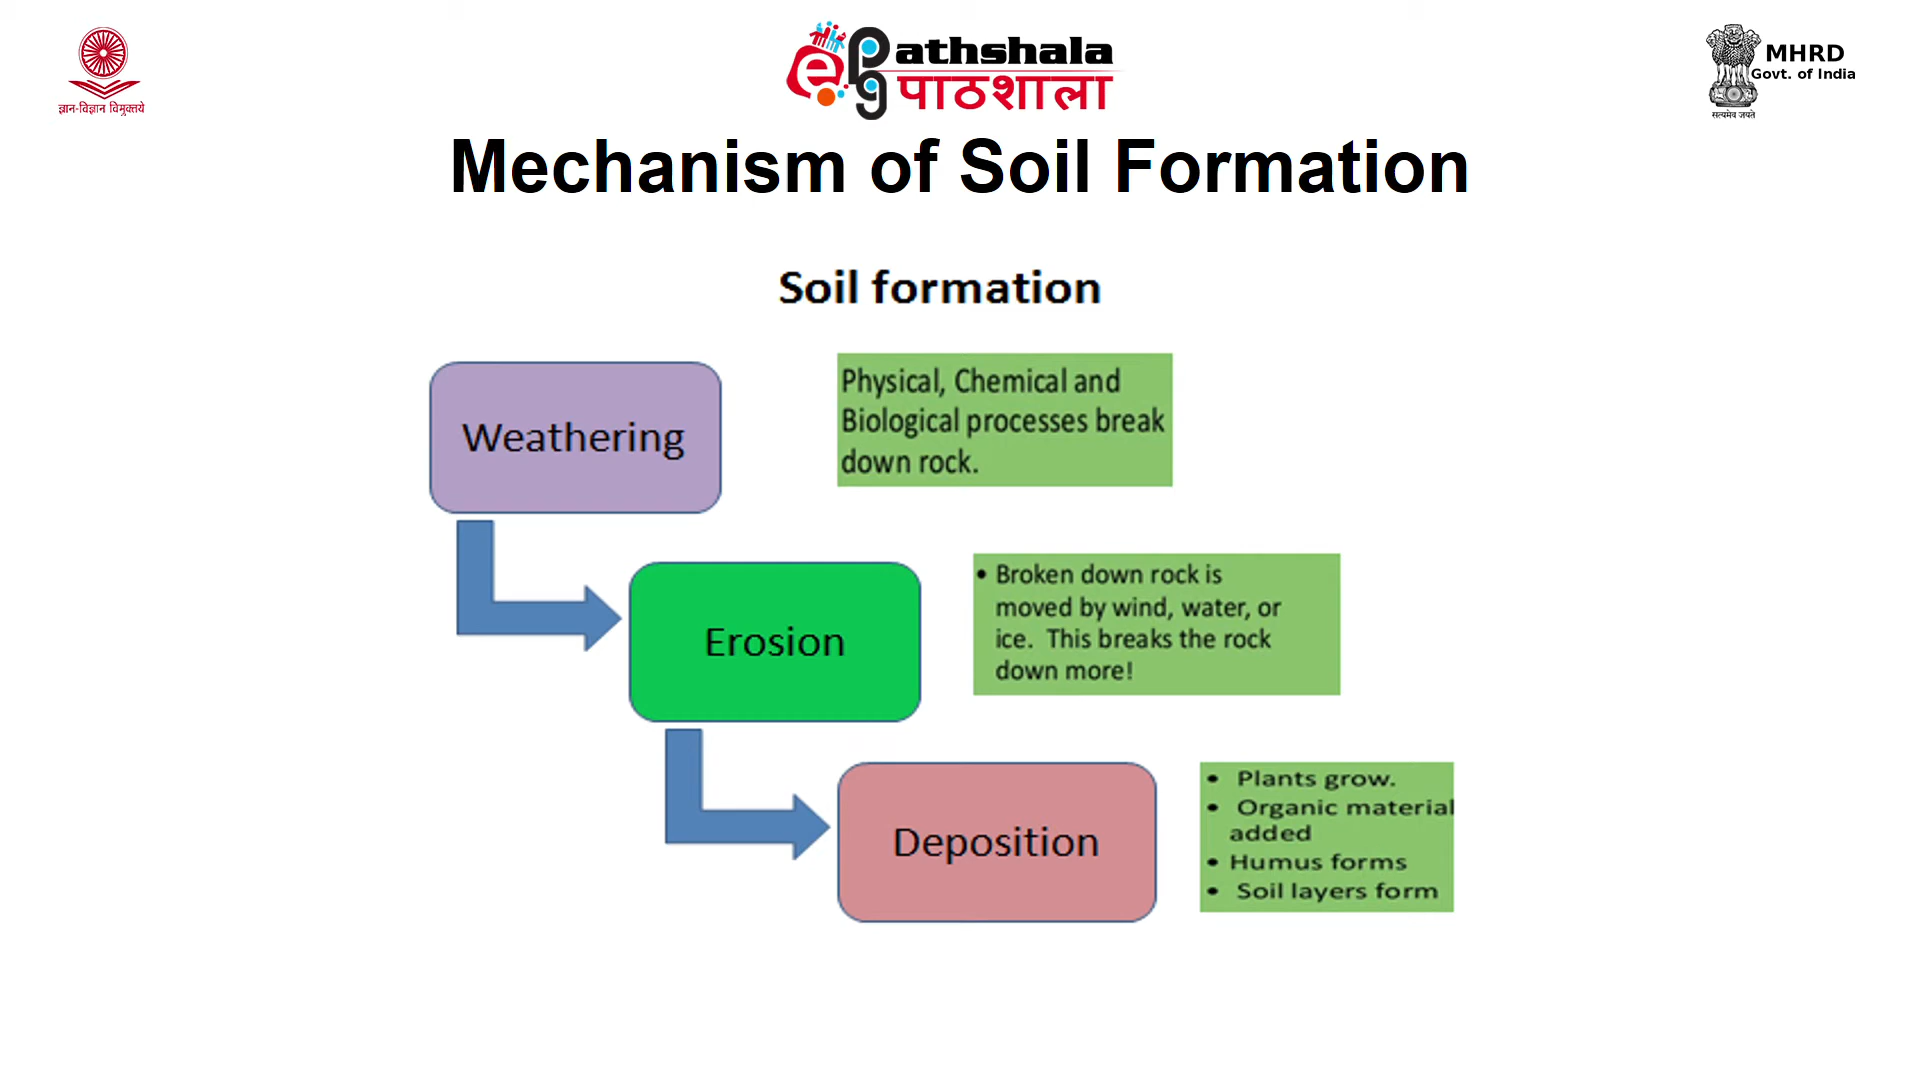 ज्ञान-विज्ञान विमुक्तये
e PG Pathshala
पाठशाला
MHRD
Govt. of India
सत्यमेव जयते
Mechanism of Soil Formation
Soil formation
Weathering
Physical, Chemical and
Biological processes break
down rock.
Erosion
• Broken down rock is
moved by wind, water, or
ice. This breaks the rock
down more!
Deposition
• Plants grow.
• Organic material
added
• Humus forms
• Soil layers form